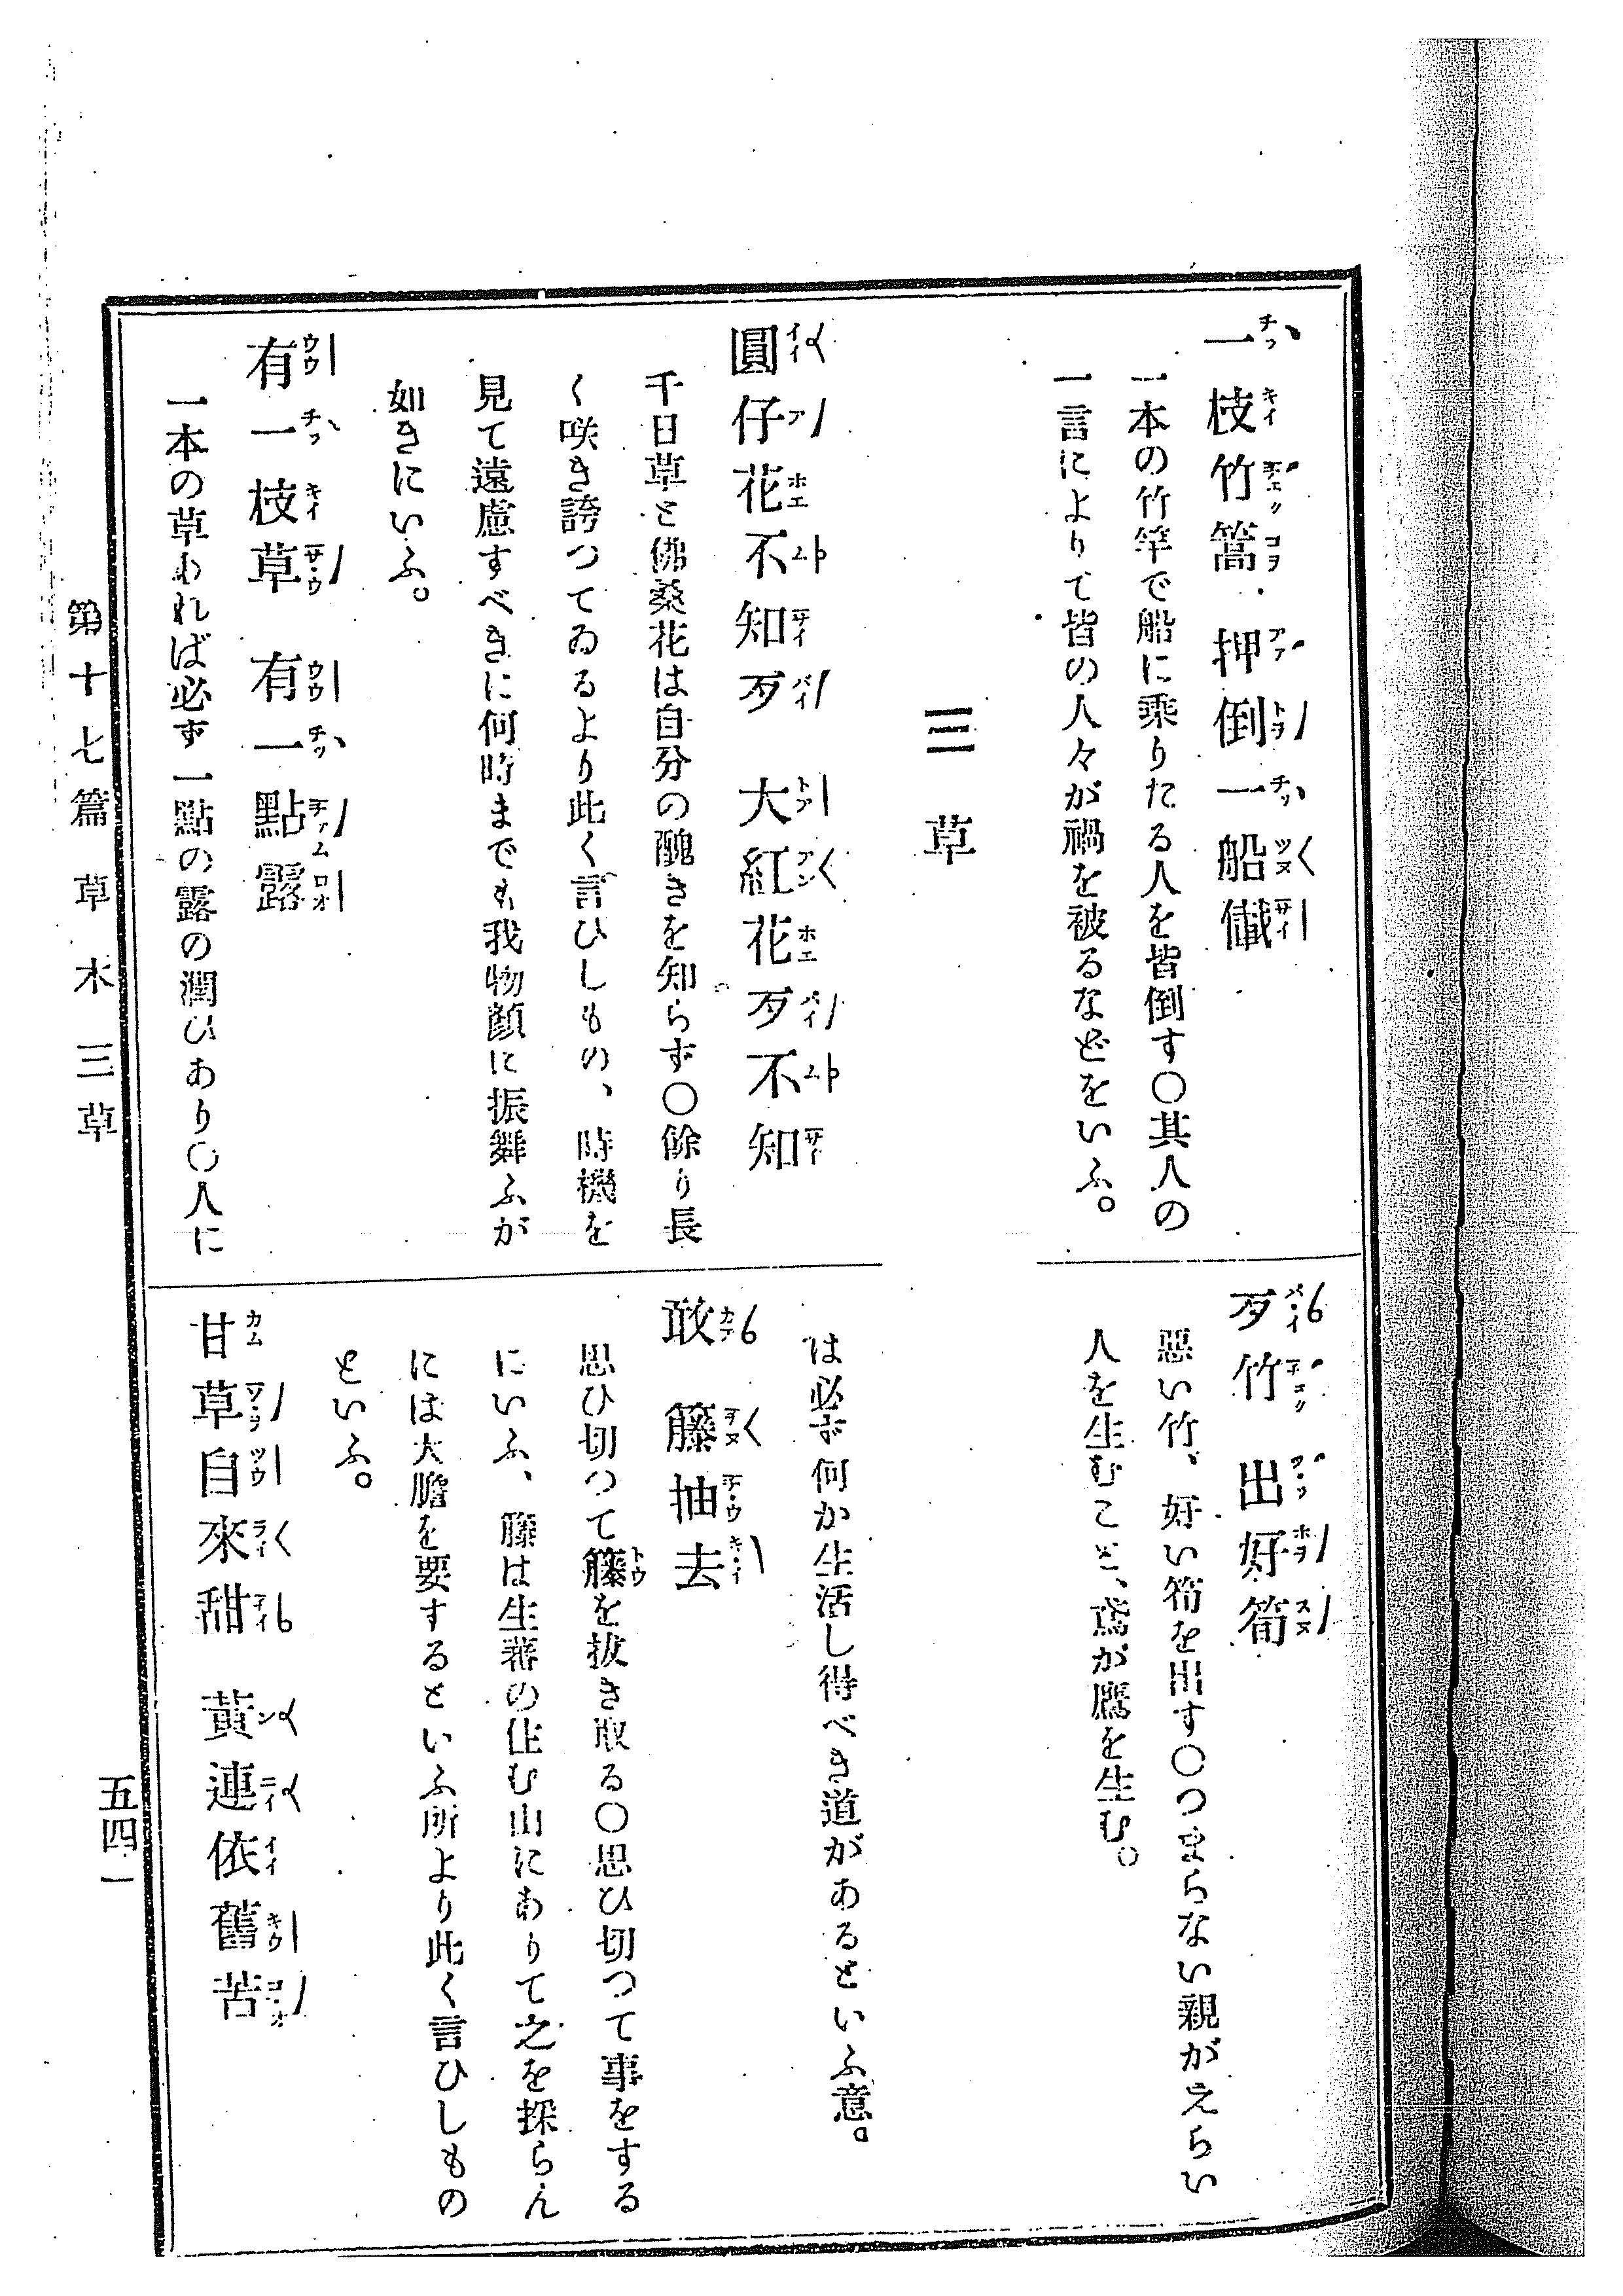 一枝竹篙押倒一船儎
一本の竹竿で船に乘りたる人を皆倒す〇其人の
一言によりて皆の人々が禍を被るなどをいふ。
歹竹出好筍
惡い竹、好い筍を出す〇つまらない親がえらい
人を生むこと、鳶が鷹を生む。
三 草
圓仔花不知歹 大紅花歹不知
千日草と佛桑花は自分の醜きを知らず〇餘り長
く咲き誇つてゐるより此く言ひしもの、時機を
見て遠慮すべきに何時までも我物顏に振舞ふが
如きにいふ。
有一枝草 有一點露
一本の草あれば必ず一點の露の潤ひあり〇人に
は必ず何か生活し得べき道があるといふ意。
敢 籐抽去
思ひ切つて籐を拔き取る〇思ひ切つて事をする
にいふ、籐は生蕃の住む山にありて之を採らん
には大膽を要するといふ所より此く言ひしもの
といふ。
甘草自來甜 黃連依舊苦
第十七篇 草木 三草
五四一